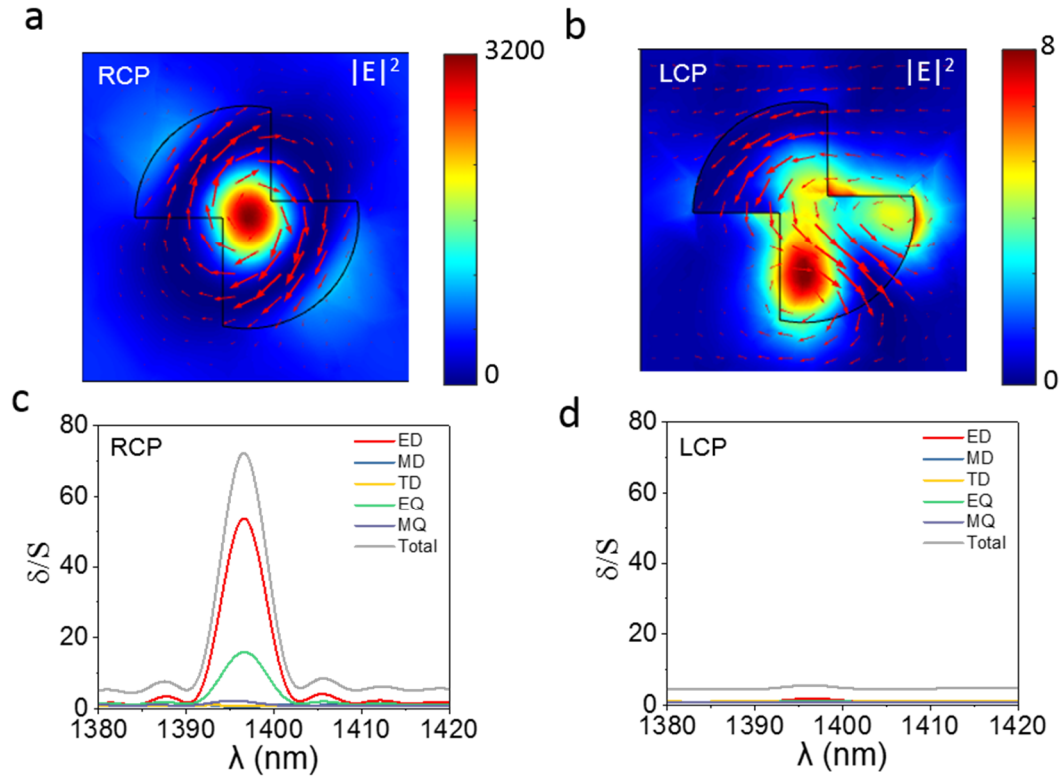 a
RCP
|E|²
3200
0
b
LCP
|E|²
8
0
c
RCP
ED
MD
TD
EQ
MQ
Total
80
60
40
20
0
δ/S
1380
1390
1400
1410
1420
λ (nm)
d
LCP
ED
MD
TD
EQ
MQ
Total
80
60
40
20
0
δ/S
1380
1390
1400
1410
1420
λ (nm)